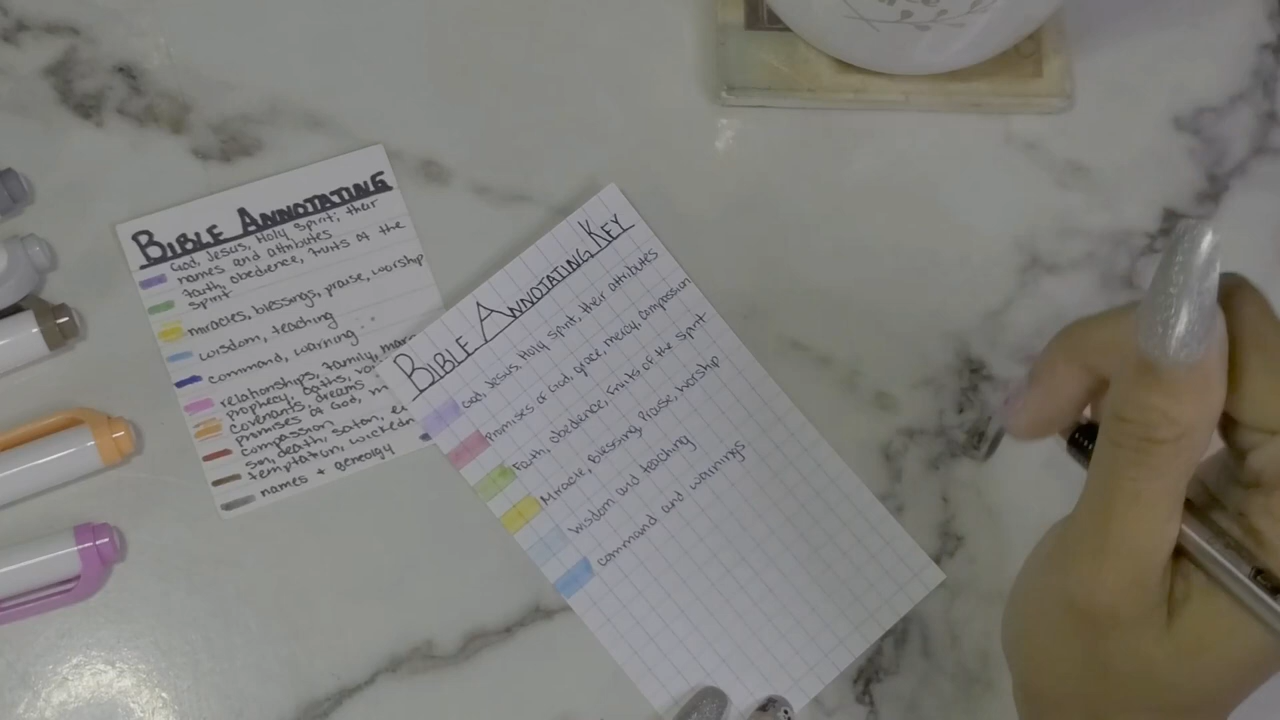 BIBLE ANNOTATING
God, Jesus, Holy Spirit; their
names and attributes
faith, obedience, fruits of the
spirit
miracles, blessings, praise, worship
wisdom, teaching
command, warning
relationships, family,
prophecy, oaths,
covenants, dreams
promises of God,
compassion
sin, death, satan,
temptation,
names + geneology
BIBLE ANNOTATING KEY
God, Jesus, Holy spirit, their attributes
Promises of God, grace, mercy, compassion
Faith, obedience, fruits of the spirit
Miracle, Blessing, Praise, worship
wisdom and teaching
command and warnings